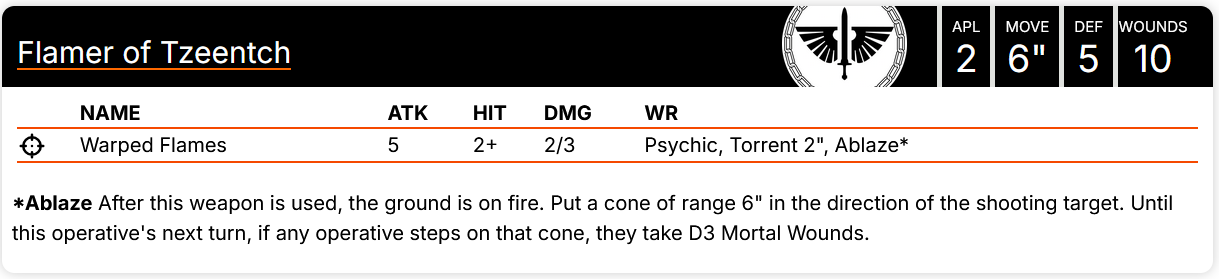 Flamer of Tzeentch
APL MOVE DEF WOUNDS
2 6" 5 10
NAME ATK HIT DMG WR
Warped Flames 5 2+ 2/3 Psychic, Torrent 2", Ablaze*
*Ablaze After this weapon is used, the ground is on fire. Put a cone of range 6" in the direction of the shooting target. Until
this operative's next turn, if any operative steps on that cone, they take D3 Mortal Wounds.